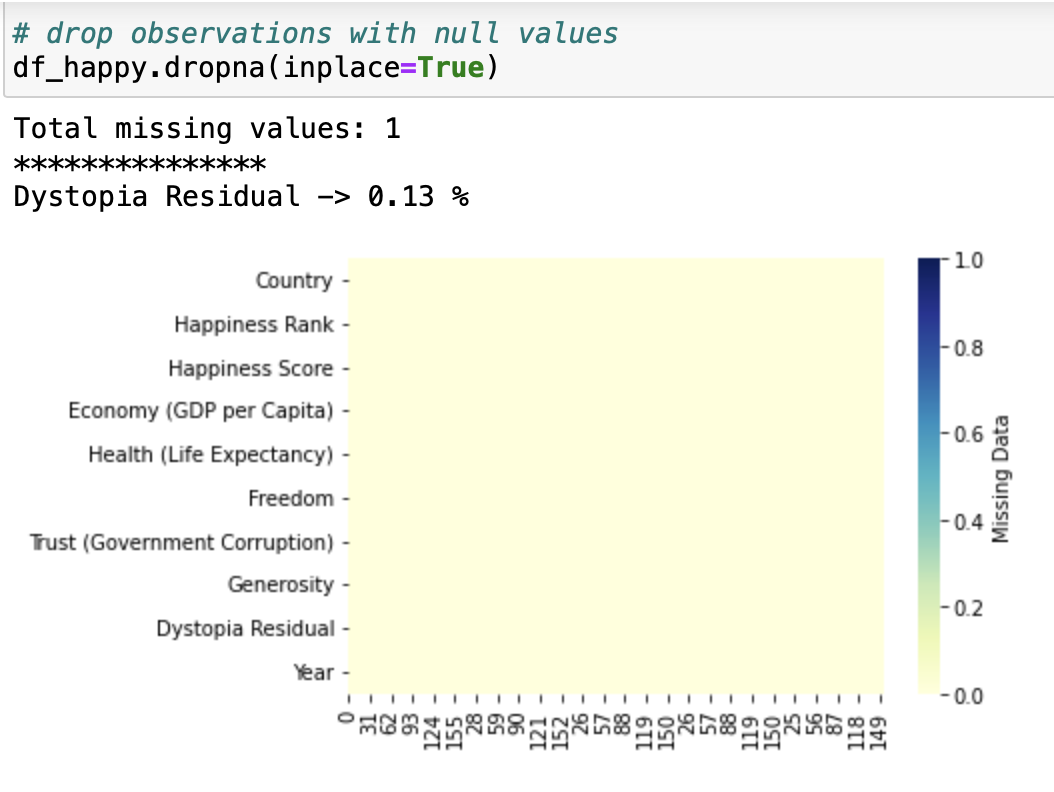 # drop observations with null values
df_happy.dropna(inplace=True)
Total missing values: 1
***************
Dystopia Residual -> 0.13 %
Country
Happiness Rank
Happiness Score
Economy (GDP per Capita)
Health (Life Expectancy)
Freedom
Trust (Government Corruption)
Generosity
Dystopia Residual
Year
0 31 62 93 124 155 28 59 90 121 152 26 57 88 119 150 26 57 88 119 150 25 56 87 118 149
1.0
0.8
0.6
0.4
0.2
0.0
Missing Data